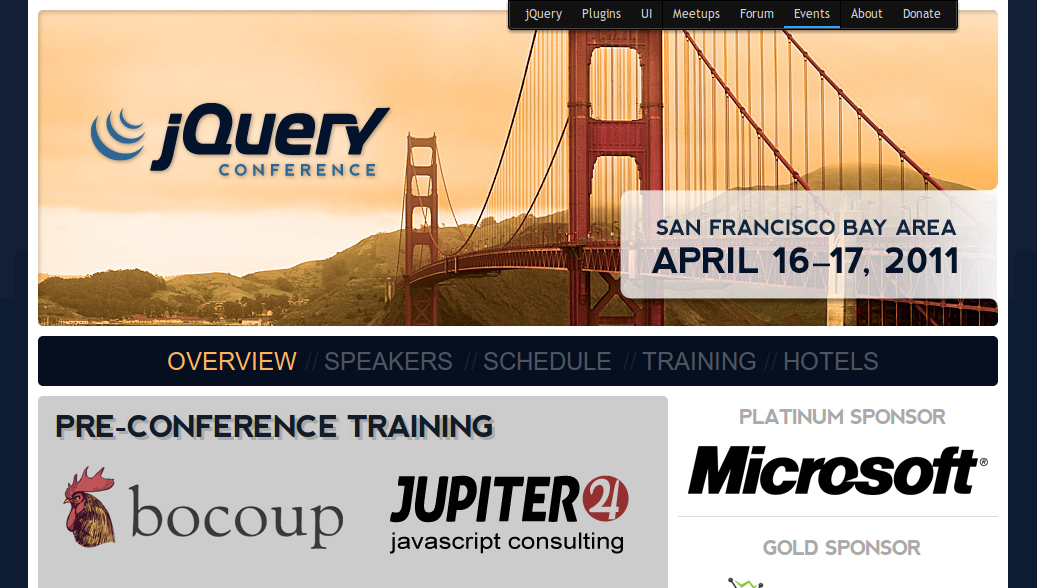 jQuery Plugins UI Meetups Forum Events About Donate
jQuery
CONFERENCE
SAN FRANCISCO BAY AREA
APRIL 16–17, 2011
OVERVIEW // SPEAKERS // SCHEDULE // TRAINING // HOTELS
PRE-CONFERENCE TRAINING
bocoup
JUPITER 24
javascript consulting
PLATINUM SPONSOR
Microsoft®
GOLD SPONSOR